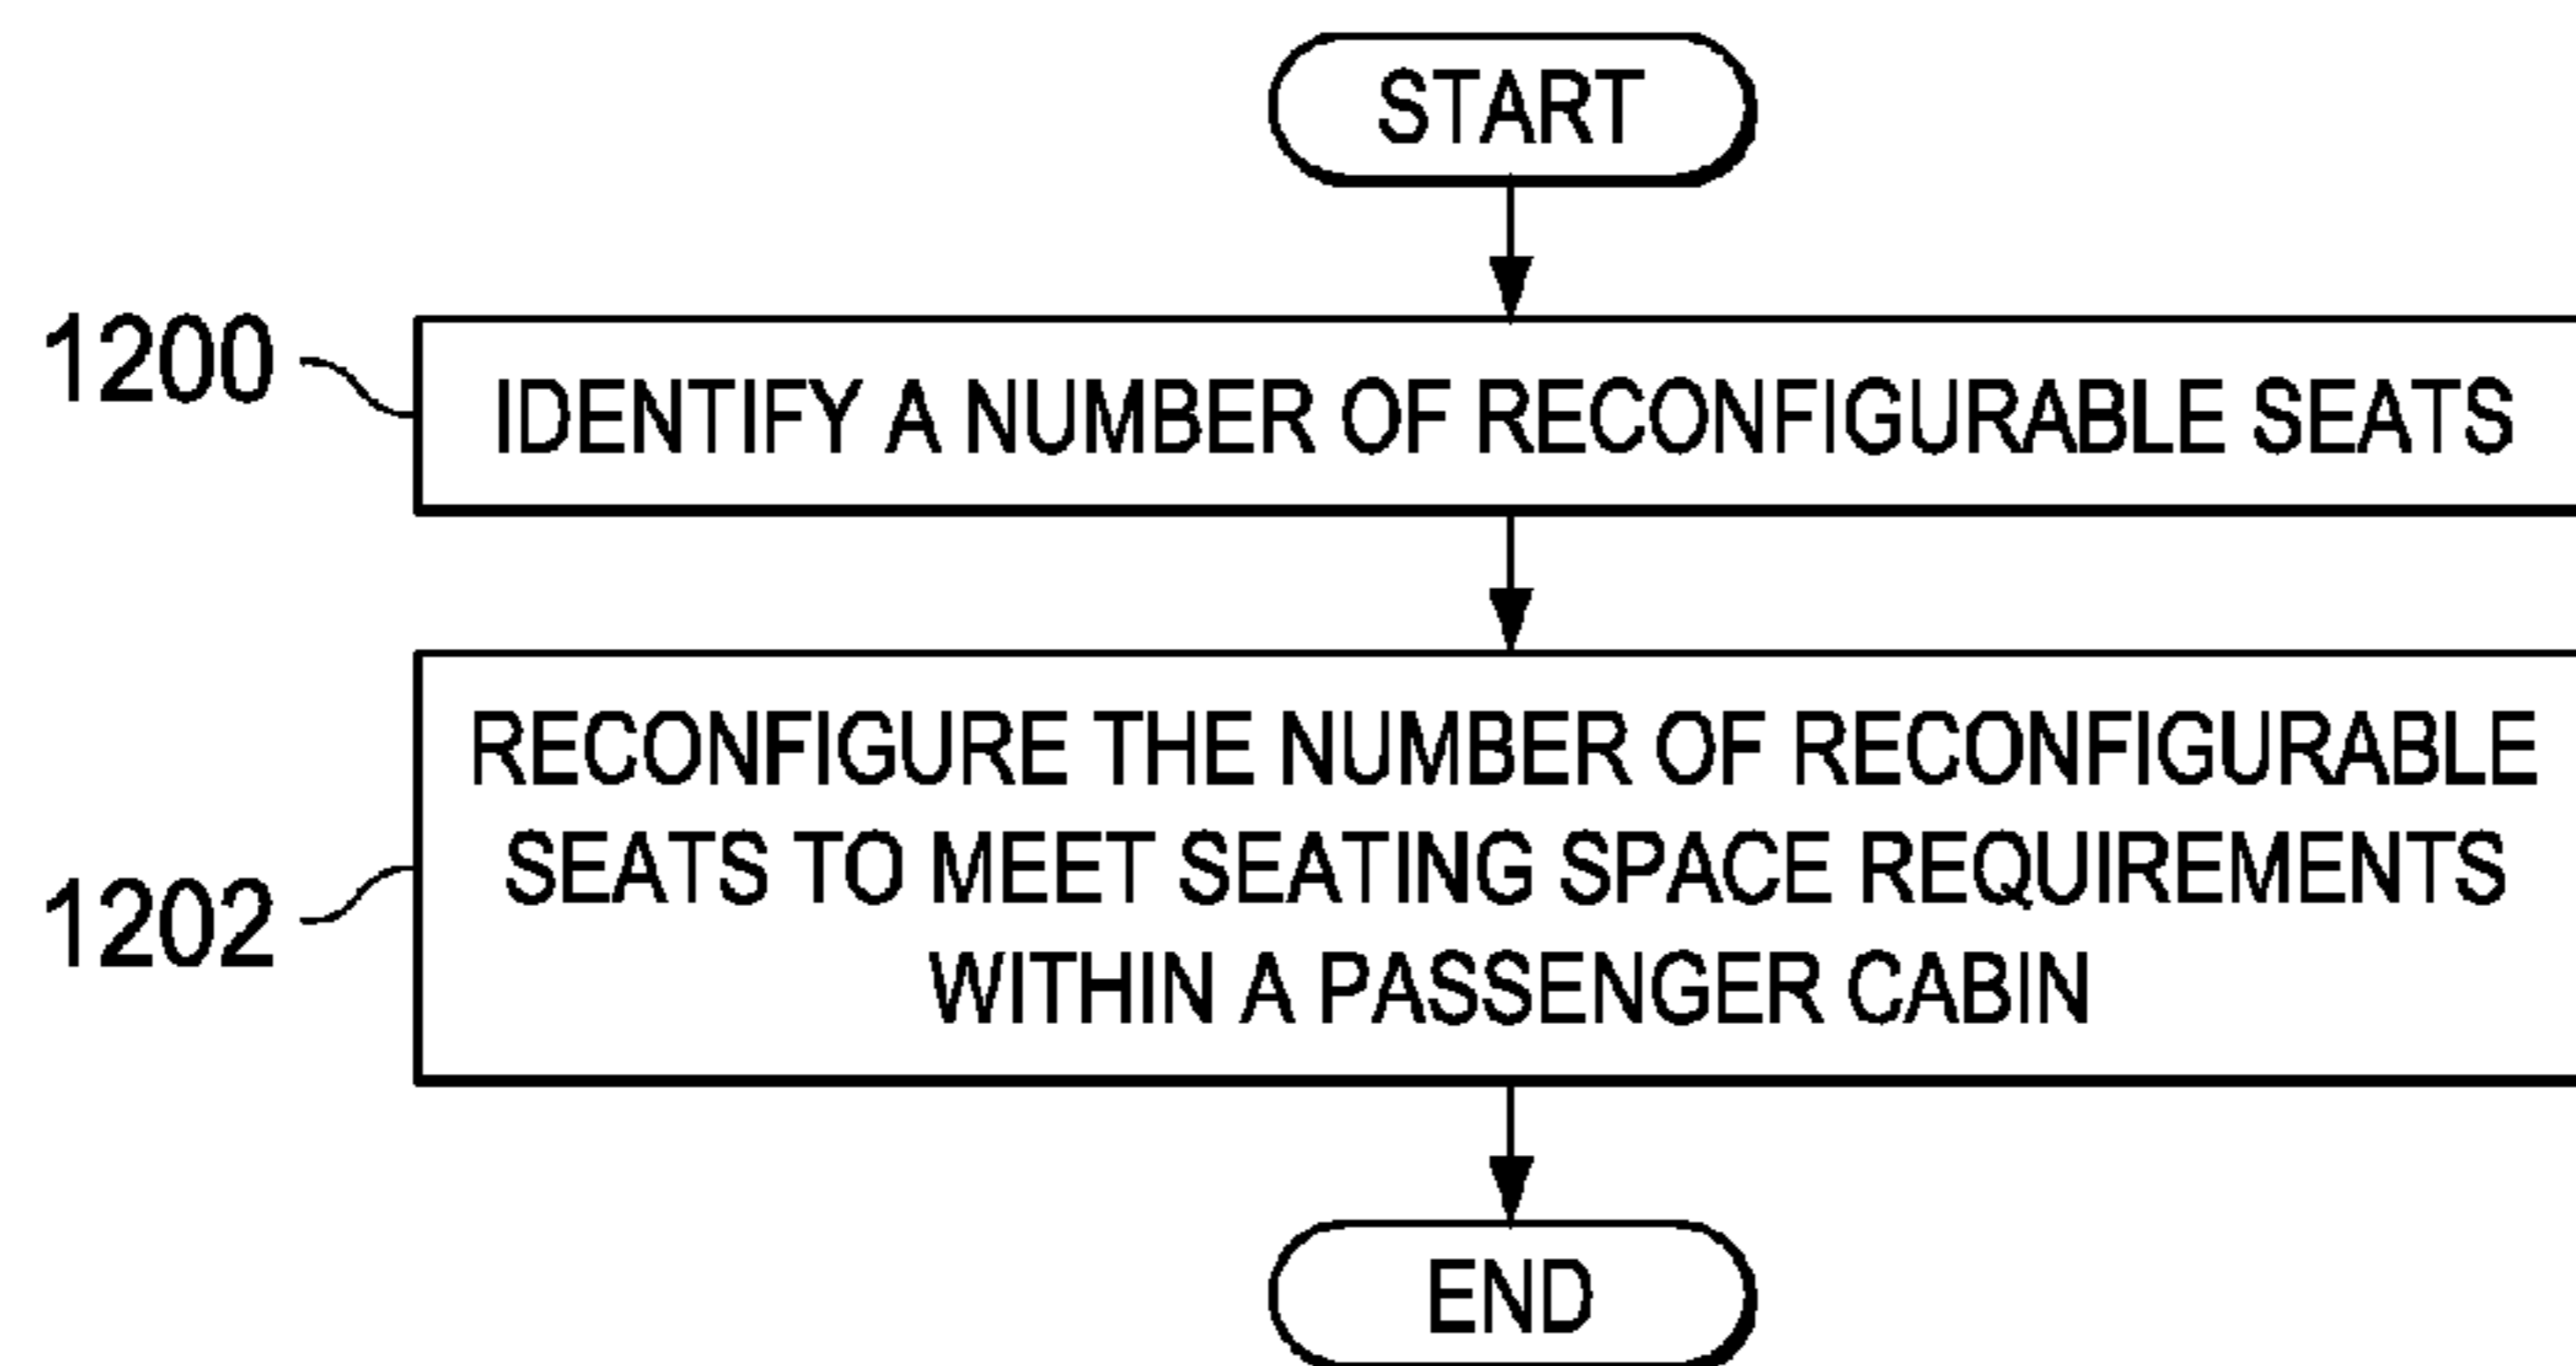 START
1200
IDENTIFY A NUMBER OF RECONFIGURABLE SEATS
RECONFIGURE THE NUMBER OF RECONFIGURABLE
SEATS TO MEET SEATING SPACE REQUIREMENTS
WITHIN A PASSENGER CABIN
1202
END